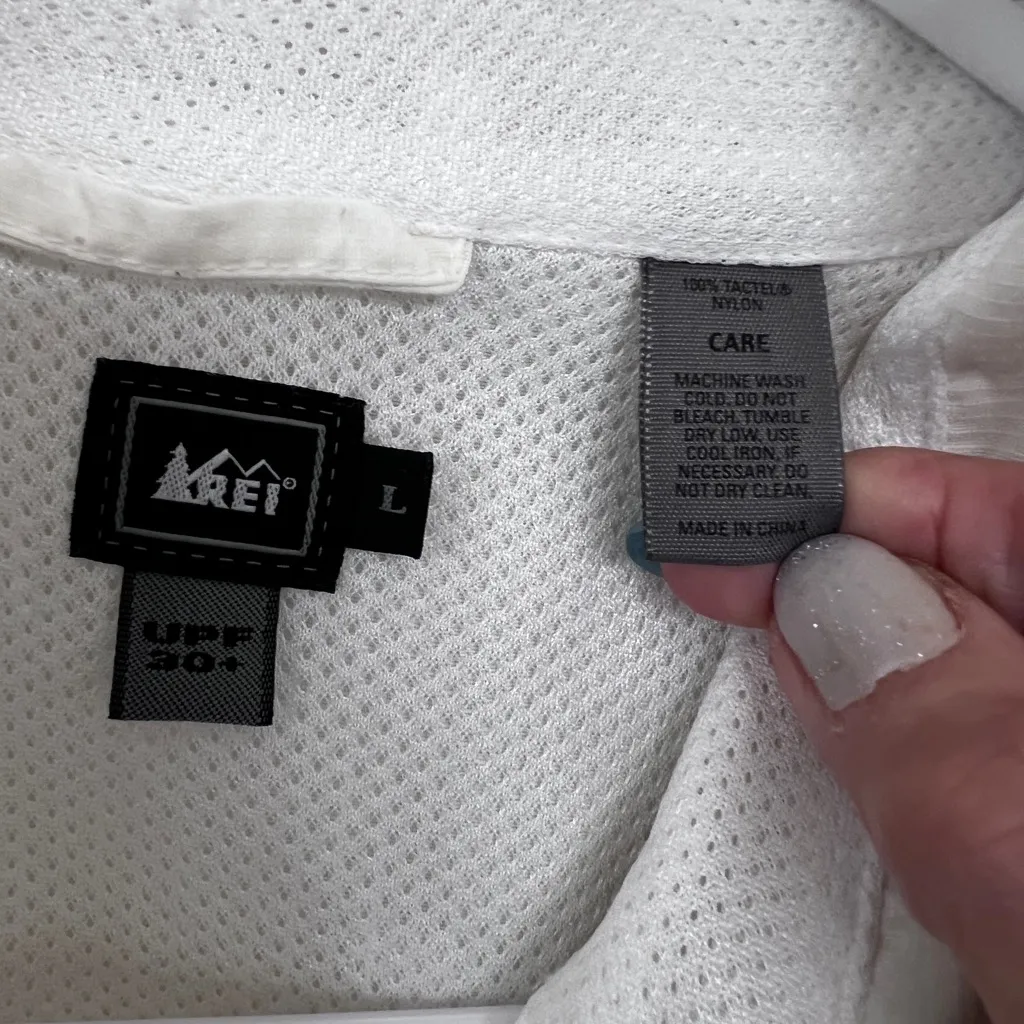 REI®
L
UPF
30+
100% TACTEL®
NYLON
CARE
MACHINE WASH
COLD. DO NOT
BLEACH. TUMBLE
DRY LOW. USE
COOL IRON, IF
NECESSARY. DO
NOT DRY CLEAN.
MADE IN CHINA